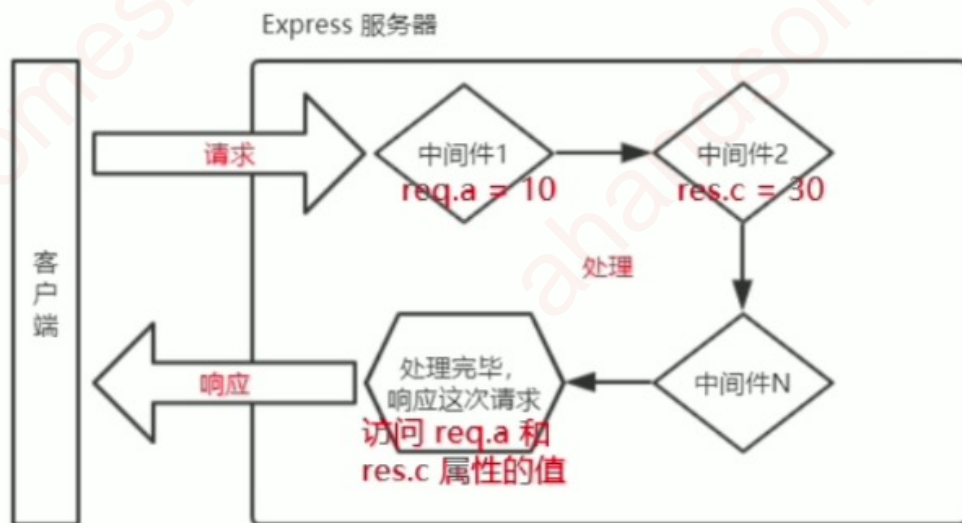 Express 服务器
请求
中间件1
req.a = 10
中间件2
res.c = 30
客户端
处理
响应
处理完毕，
响应这次请求
访问 req.a 和
res.c 属性的值
中间件N